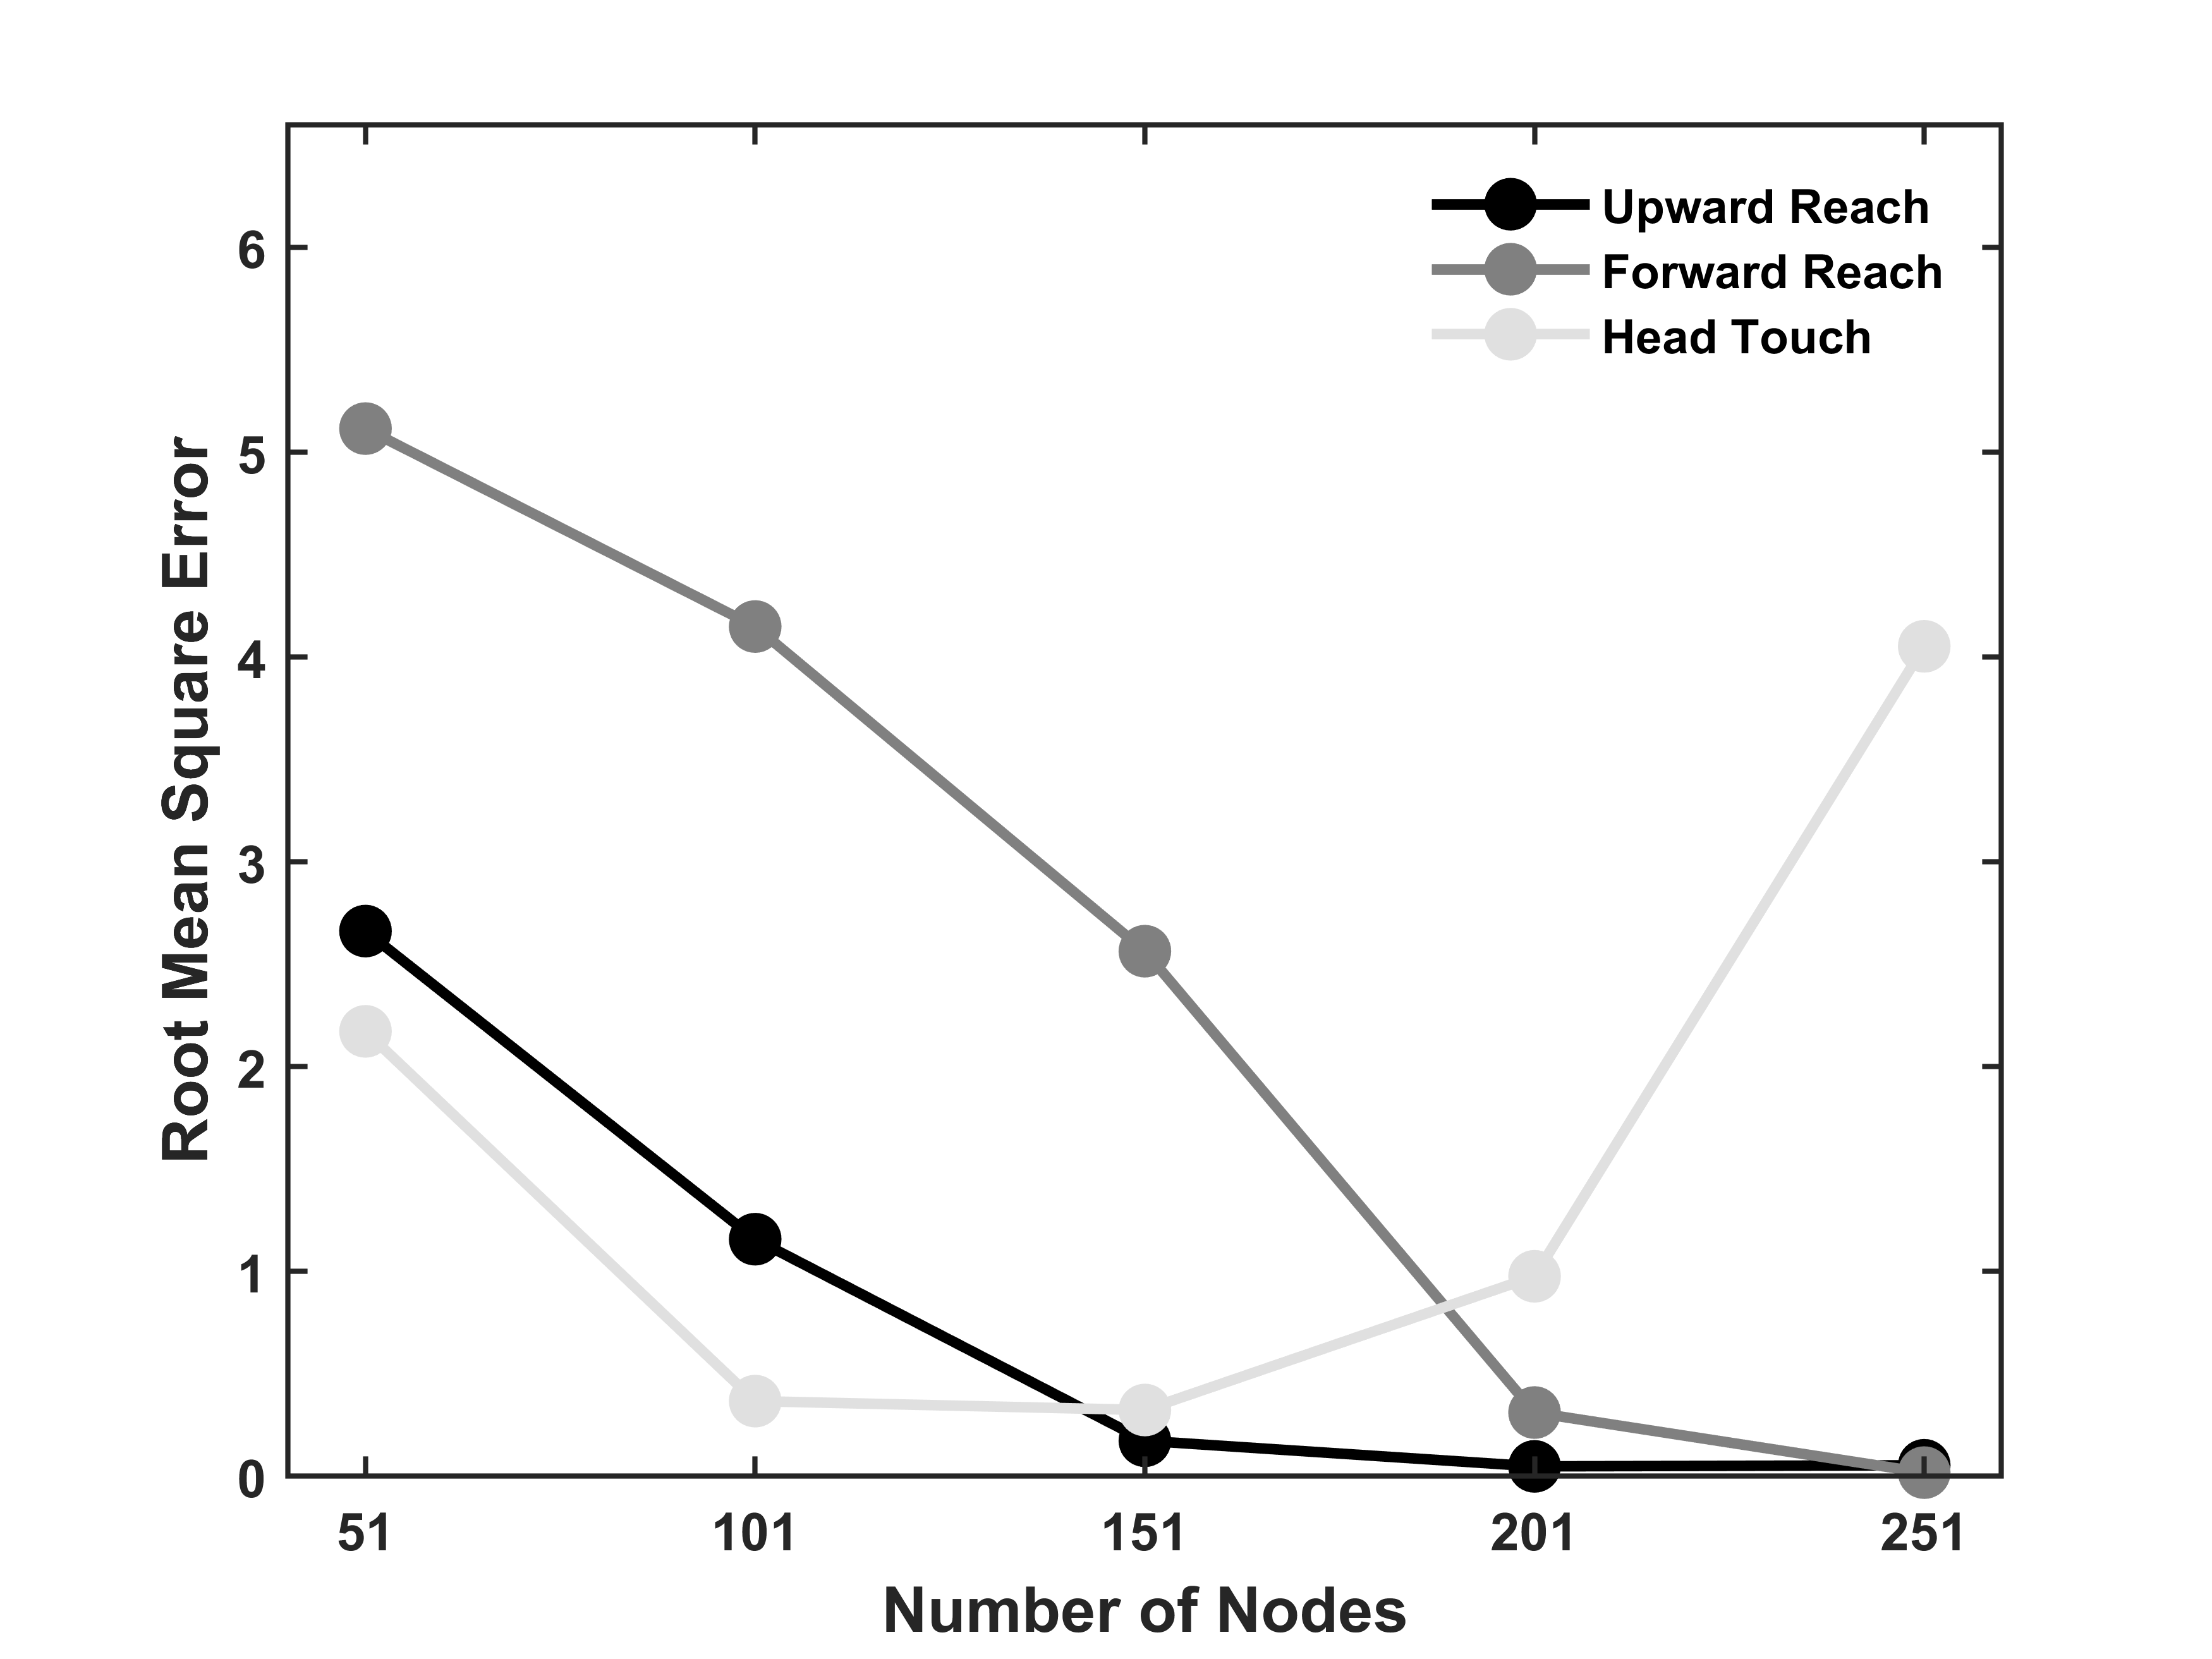 Upward Reach
Forward Reach
Head Touch
Root Mean Square Error
6
5
4
3
2
1
0
51 101 151 201 251
Number of Nodes